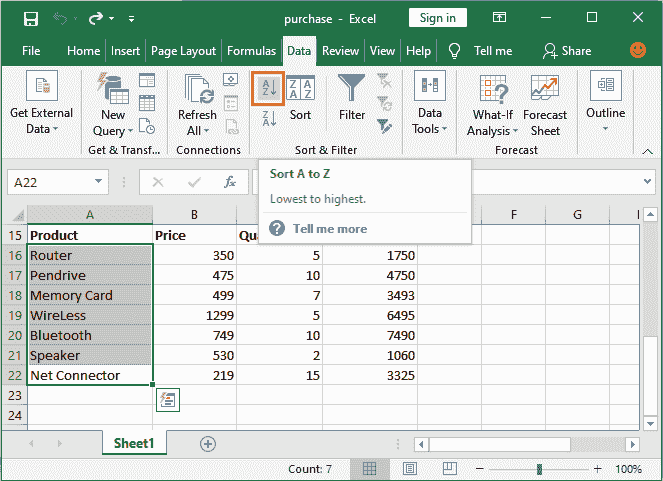 purchase - Excel
Sign in
File Home Insert Page Layout Formulas Data Review View Help Tell me Share
Get External Data
New Query
Get & Transf...
Refresh All
Connections
A Z
Z A
Z A A Z
Sort
Filter
Sort & Filter
Data Tools
What-If Analysis
Forecast Sheet
Forecast
Outline
A22
fx
Sort A to Z
Lowest to highest.
? Tell me more
A B F G
15 Product Price Qua
16 Router 350 5 1750
17 Pendrive 475 10 4750
18 Memory Card 499 7 3493
19 WireLess 1299 5 6495
20 Bluetooth 749 10 7490
21 Speaker 530 2 1060
22 Net Connector 219 15 3325
23
24
Sheet1
Count: 7
100%